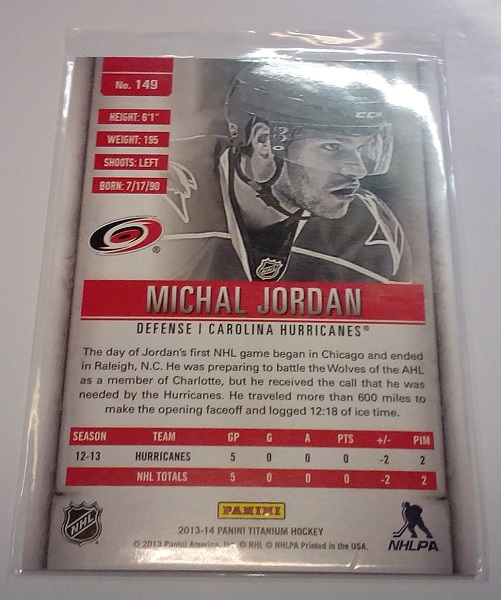 No. 149
HEIGHT: 6'1"
WEIGHT: 195
SHOOTS: LEFT
BORN: 7/17/90
CCM
3
NHL
®
MICHAL JORDAN
DEFENSE | CAROLINA HURRICANES®
The day of Jordan's first NHL game began in Chicago and ended
in Raleigh, N.C. He was preparing to battle the Wolves of the AHL
as a member of Charlotte, but he received the call that he was
needed by the Hurricanes. He traveled more than 600 miles to
make the opening faceoff and logged 12:18 of ice time.
SEASON TEAM GP G A PTS +/- PIM
12-13 HURRICANES 5 0 0 0 -2 2
NHL TOTALS 5 0 0 0 -2 2
PANINI
NHL
®
2013-14 PANINI TITANIUM HOCKEY
© 2013 Panini America, Inc. © NHL © NHLPA Printed in the USA.
NHLPA